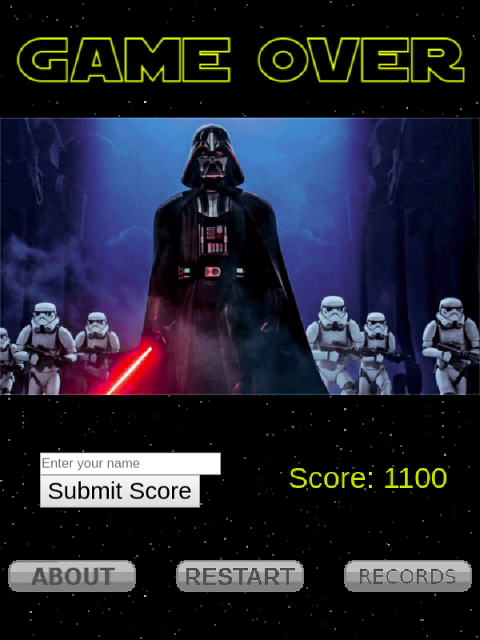 GAME OVER
Enter your name
Submit Score
Score: 1100
ABOUT
RESTART
RECORDS